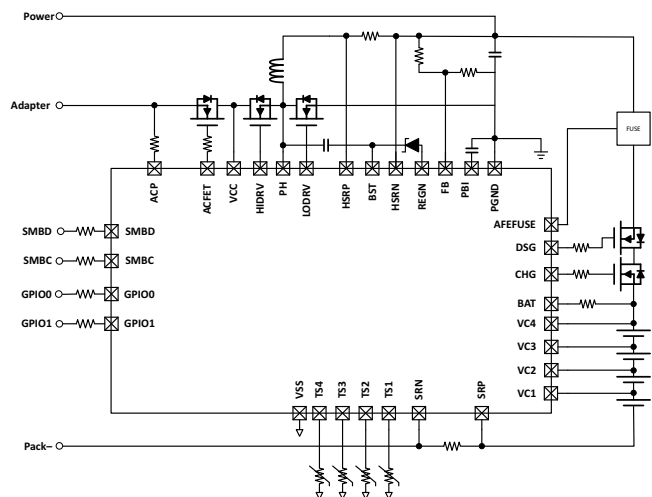 Power
Adapter
FUSE
ACP
ACFET
VCC
HIDRV
PH
LODRV
HSRP
BST
HSRN
REGN
FB
PBI
PGND
AFEFUSE
SMBD
SMBD
DSG
SMBC
SMBC
CHG
GPIO0
GPIO0
BAT
GPIO1
GPIO1
VC4
VC3
VC2
VC1
VSS
TS4
TS3
TS2
TS1
SRN
SRP
Pack–